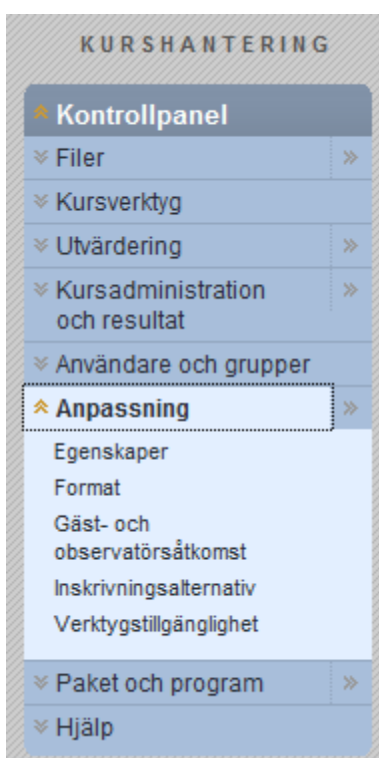 KURSHANTERING
Kontrollpanel
Filer
Kursverktyg
Utvärdering
Kursadministration
och resultat
Användare och grupper
Anpassning
Egenskaper
Format
Gäst- och
observatörsåtkomst
Inskrivningsalternativ
Verktygstillgänglighet
Paket och program
Hjälp